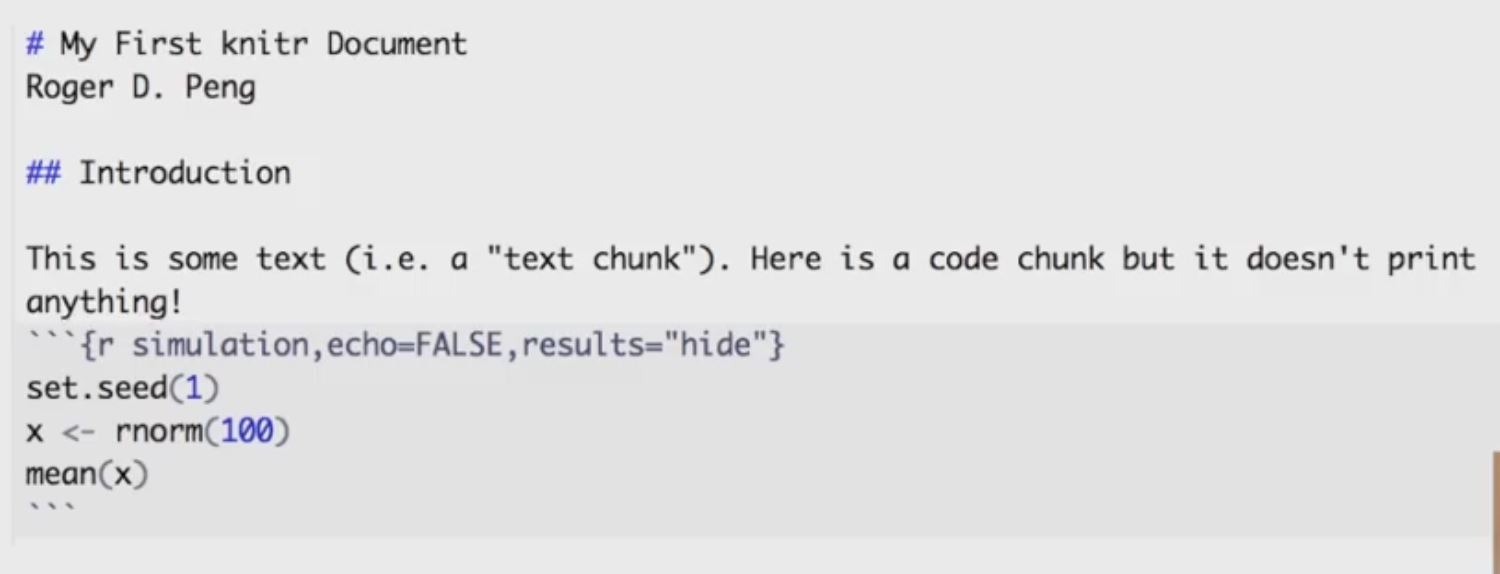 # My First knitr Document
Roger D. Peng
## Introduction
This is some text (i.e. a "text chunk"). Here is a code chunk but it doesn't print
anything!
```{r simulation,echo=FALSE,results="hide"}
set.seed(1)
x <- rnorm(100)
mean(x)
```